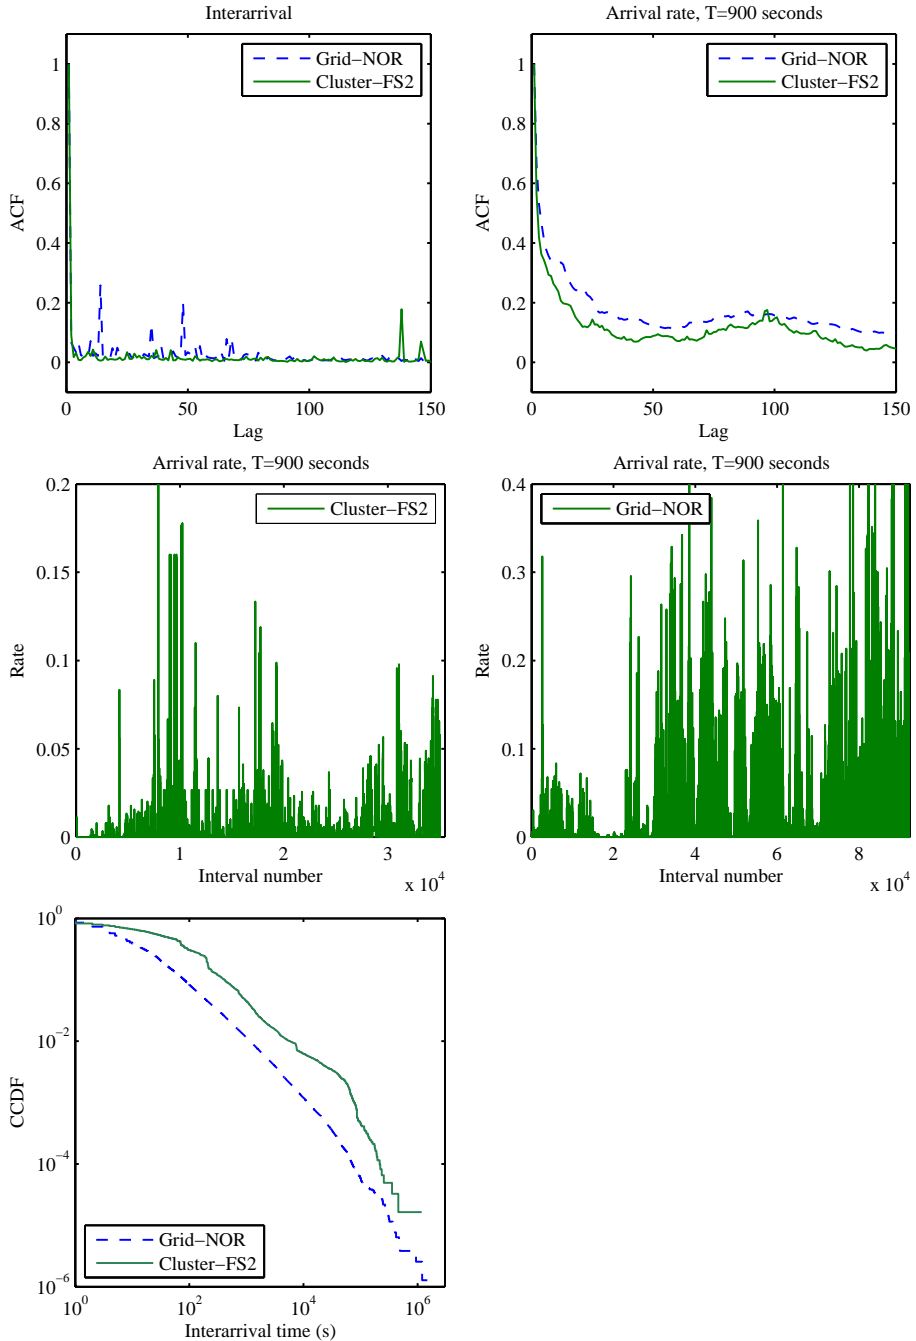 Interarrival
1
0.8
0.6
0.4
0.2
0
ACF
0 50 100 150
Lag
Grid−NOR
Cluster−FS2
Arrival rate, T=900 seconds
1
0.8
0.6
0.4
0.2
0
ACF
0 50 100 150
Lag
Grid−NOR
Cluster−FS2
Arrival rate, T=900 seconds
0.2
0.15
0.1
0.05
0
Rate
0 1 2 3
Interval number
x 10^4
Cluster−FS2
Arrival rate, T=900 seconds
0.4
0.3
0.2
0.1
0
Rate
0 2 4 6 8
Interval number
x 10^4
Grid−NOR
10^0
10^−2
10^−4
10^−6
CCDF
10^0 10^2 10^4 10^6
Interarrival time (s)
Grid−NOR
Cluster−FS2